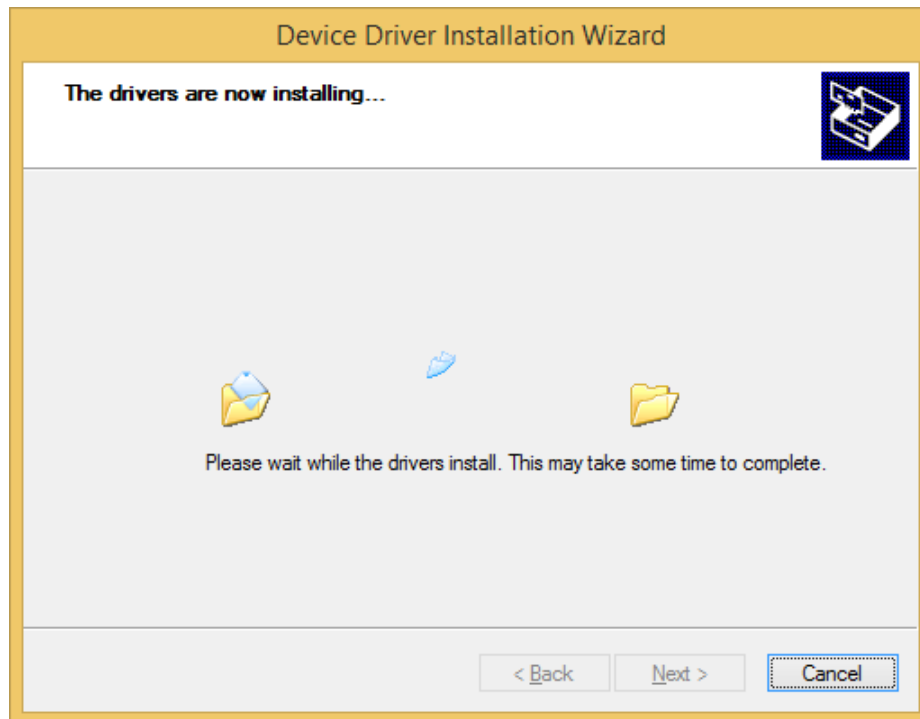 Device Driver Installation Wizard
The drivers are now installing...
Please wait while the drivers install. This may take some time to complete.
< Back
Next >
Cancel